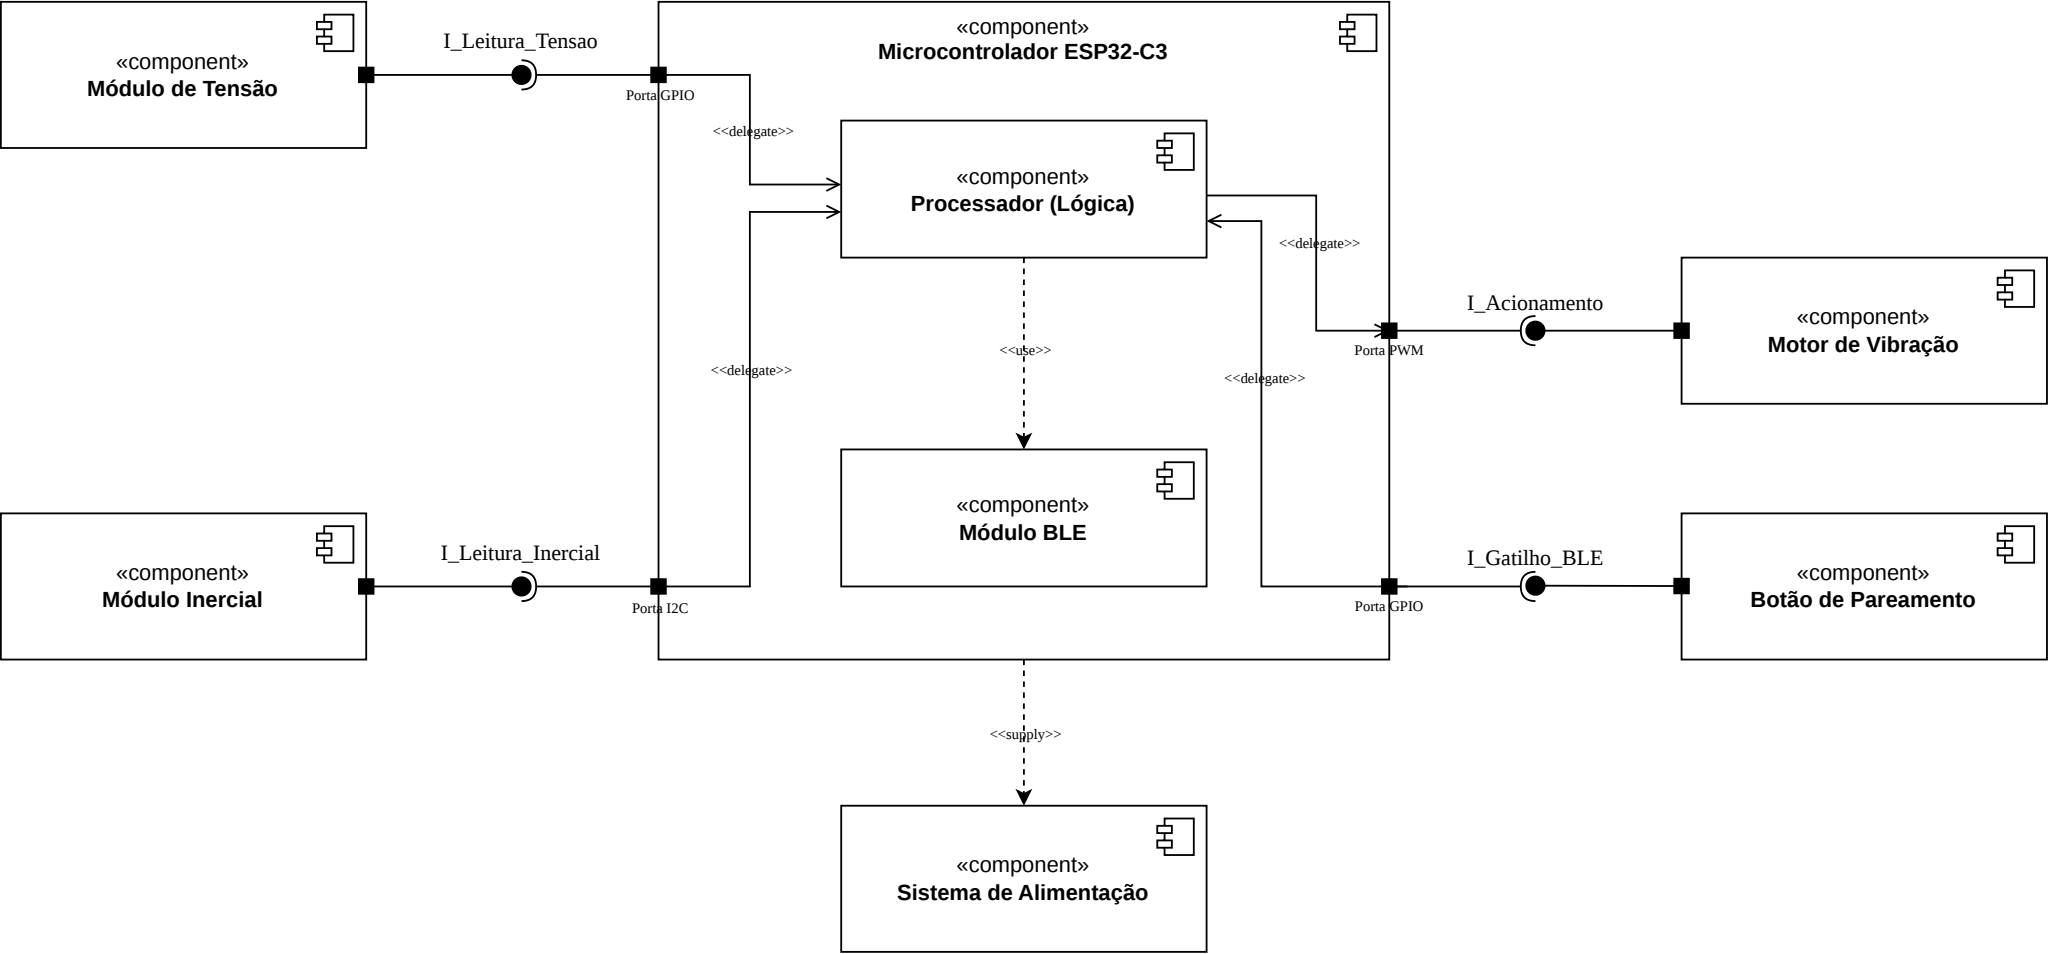 «component»
Módulo de Tensão
I_Leitura_Tensao
Porta GPIO
«component»
Microcontrolador ESP32-C3
<<delegate>>
«component»
Processador (Lógica)
<<delegate>>
<<use>>
<<delegate>>
<<delegate>>
Porta PWM
I_Acionamento
«component»
Motor de Vibração
«component»
Módulo BLE
«component»
Módulo Inercial
I_Leitura_Inercial
Porta I2C
Porta GPIO
I_Gatilho_BLE
«component»
Botão de Pareamento
<<supply>>
«component»
Sistema de Alimentação